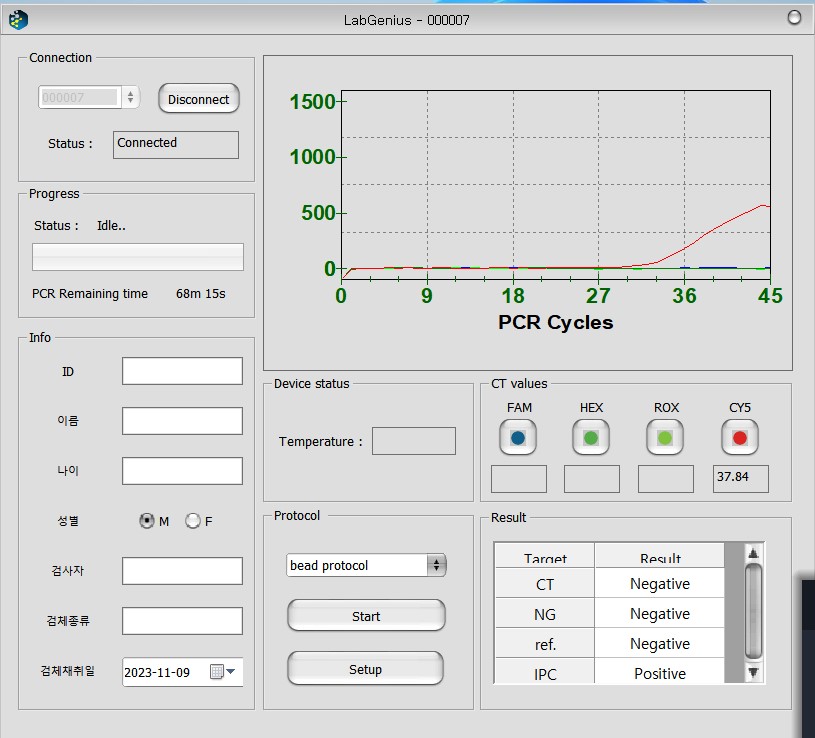 LabGenius - 000007
Connection
000007
Disconnect
Status :
Connected
Progress
Status : Idle..
PCR Remaining time 68m 15s
Info
ID
이름
나이
성별 M F
검사자
검체종류
검체채취일 2023-11-09
1500
1000
500
0
0 9 18 27 36 45
PCR Cycles
Device status
Temperature :
CT values
FAM HEX ROX CY5
37.84
Protocol
bead protocol
Start
Setup
Result
Target Result
CT Negative
NG Negative
ref. Negative
IPC Positive